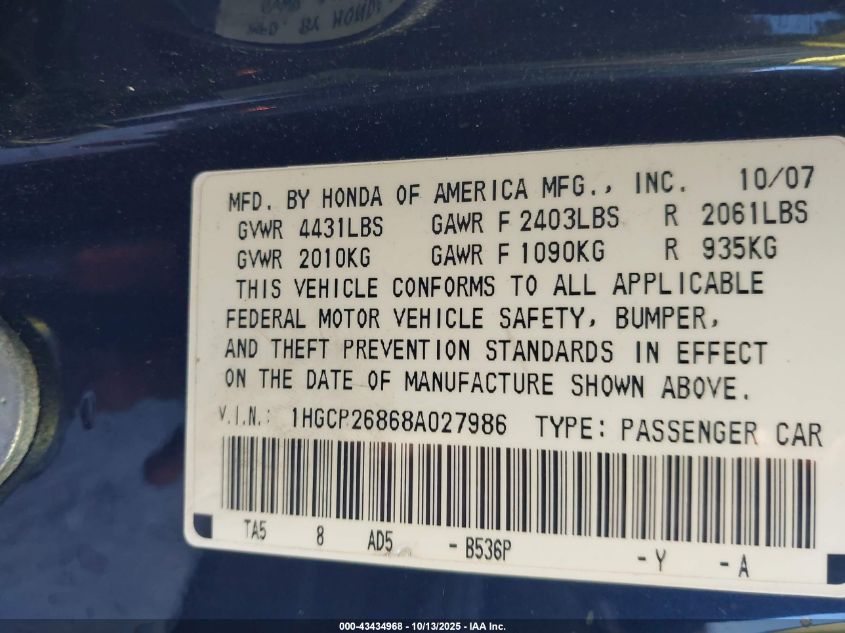 MFD. BY HONDA OF AMERICA MFG., INC. 10/07
GVWR 4431LBS GAWR F 2403LBS R 2061LBS
GVWR 2010KG GAWR F 1090KG R 935KG
THIS VEHICLE CONFORMS TO ALL APPLICABLE
FEDERAL MOTOR VEHICLE SAFETY, BUMPER,
AND THEFT PREVENTION STANDARDS IN EFFECT
ON THE DATE OF MANUFACTURE SHOWN ABOVE.
V.I.N.: 1HGCP26868A027986 TYPE: PASSENGER CAR
TA5 8 AD5 - B536P - Y - A
000-43434968 - 10/13/2025 - IAA Inc.